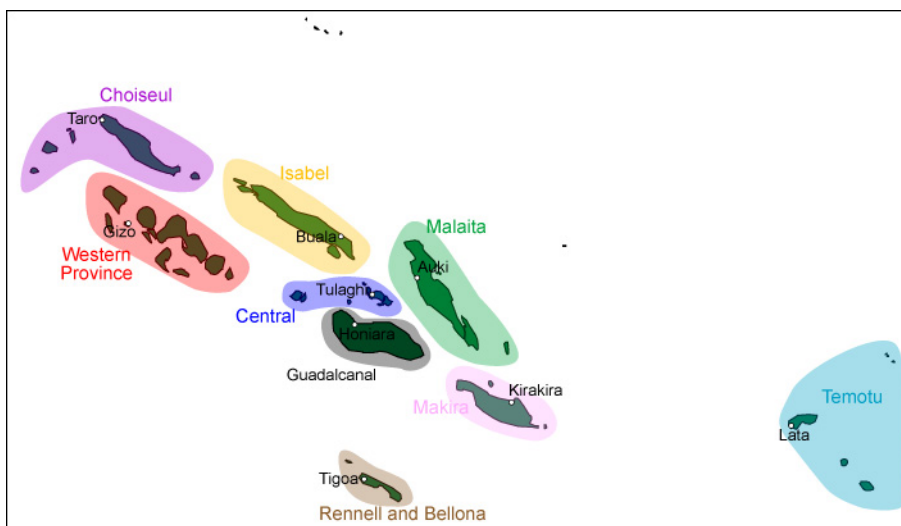 Choiseul
Taro
Isabel
Buala
Gizo
Western
Province
Malaita
Auki
Tulaghi
Central
Honiara
Guadalcanal
Kirakira
Makira
Temotu
Lata
Tigoa
Rennell and Bellona